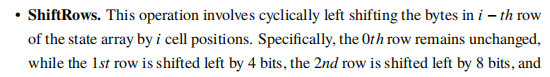 • ShiftRows. This operation involves cyclically left shifting the bytes in i − th row
of the state array by i cell positions. Specifically, the 0th row remains unchanged,
while the 1st row is shifted left by 4 bits, the 2nd row is shifted left by 8 bits, and